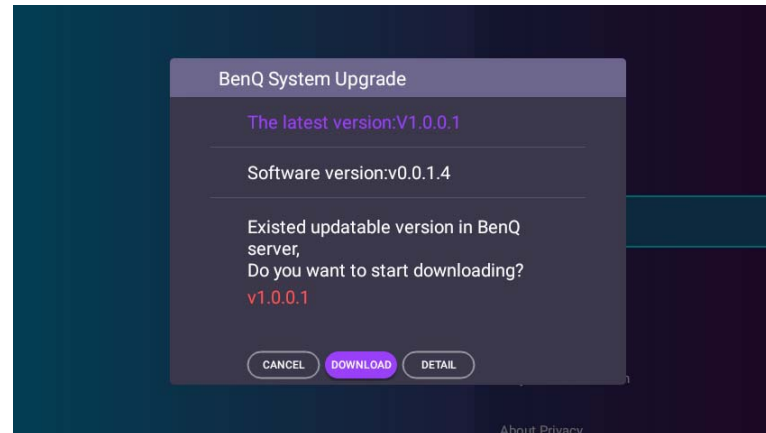 BenQ System Upgrade
The latest version:V1.0.0.1
Software version:v0.0.1.4
Existed updatable version in BenQ
server,
Do you want to start downloading?
v1.0.0.1
CANCEL DOWNLOAD DETAIL
About Privacy